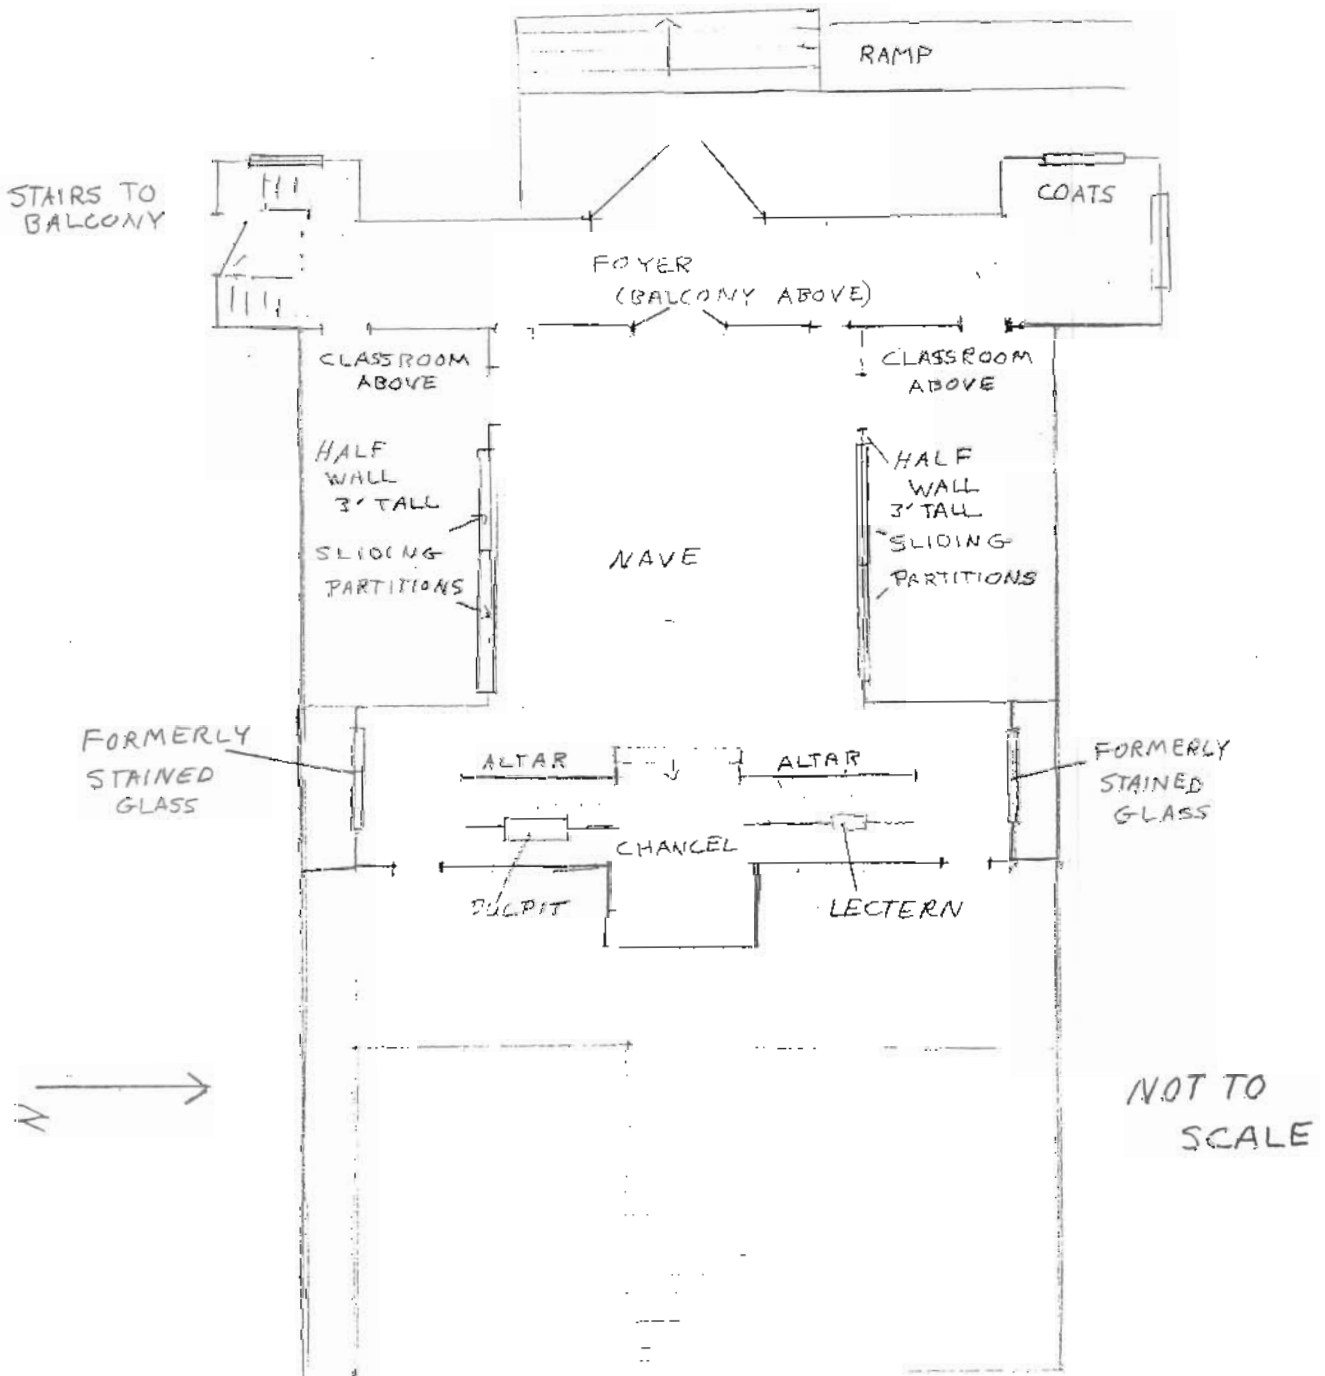 RAMP
STAIRS TO
BALCONY
COATS
FOYER
(BALCONY ABOVE)
CLASSROOM
ABOVE
CLASSROOM
ABOVE
HALF
WALL
3' TALL
SLIDING
PARTITIONS
HALF
WALL
3' TALL
SLIDING
PARTITIONS
NAVE
FORMERLY
STAINED
GLASS
ALTAR
ALTAR
FORMERLY
STAINED
GLASS
CHANCEL
PULPIT
LECTERN
N
NOT TO
SCALE